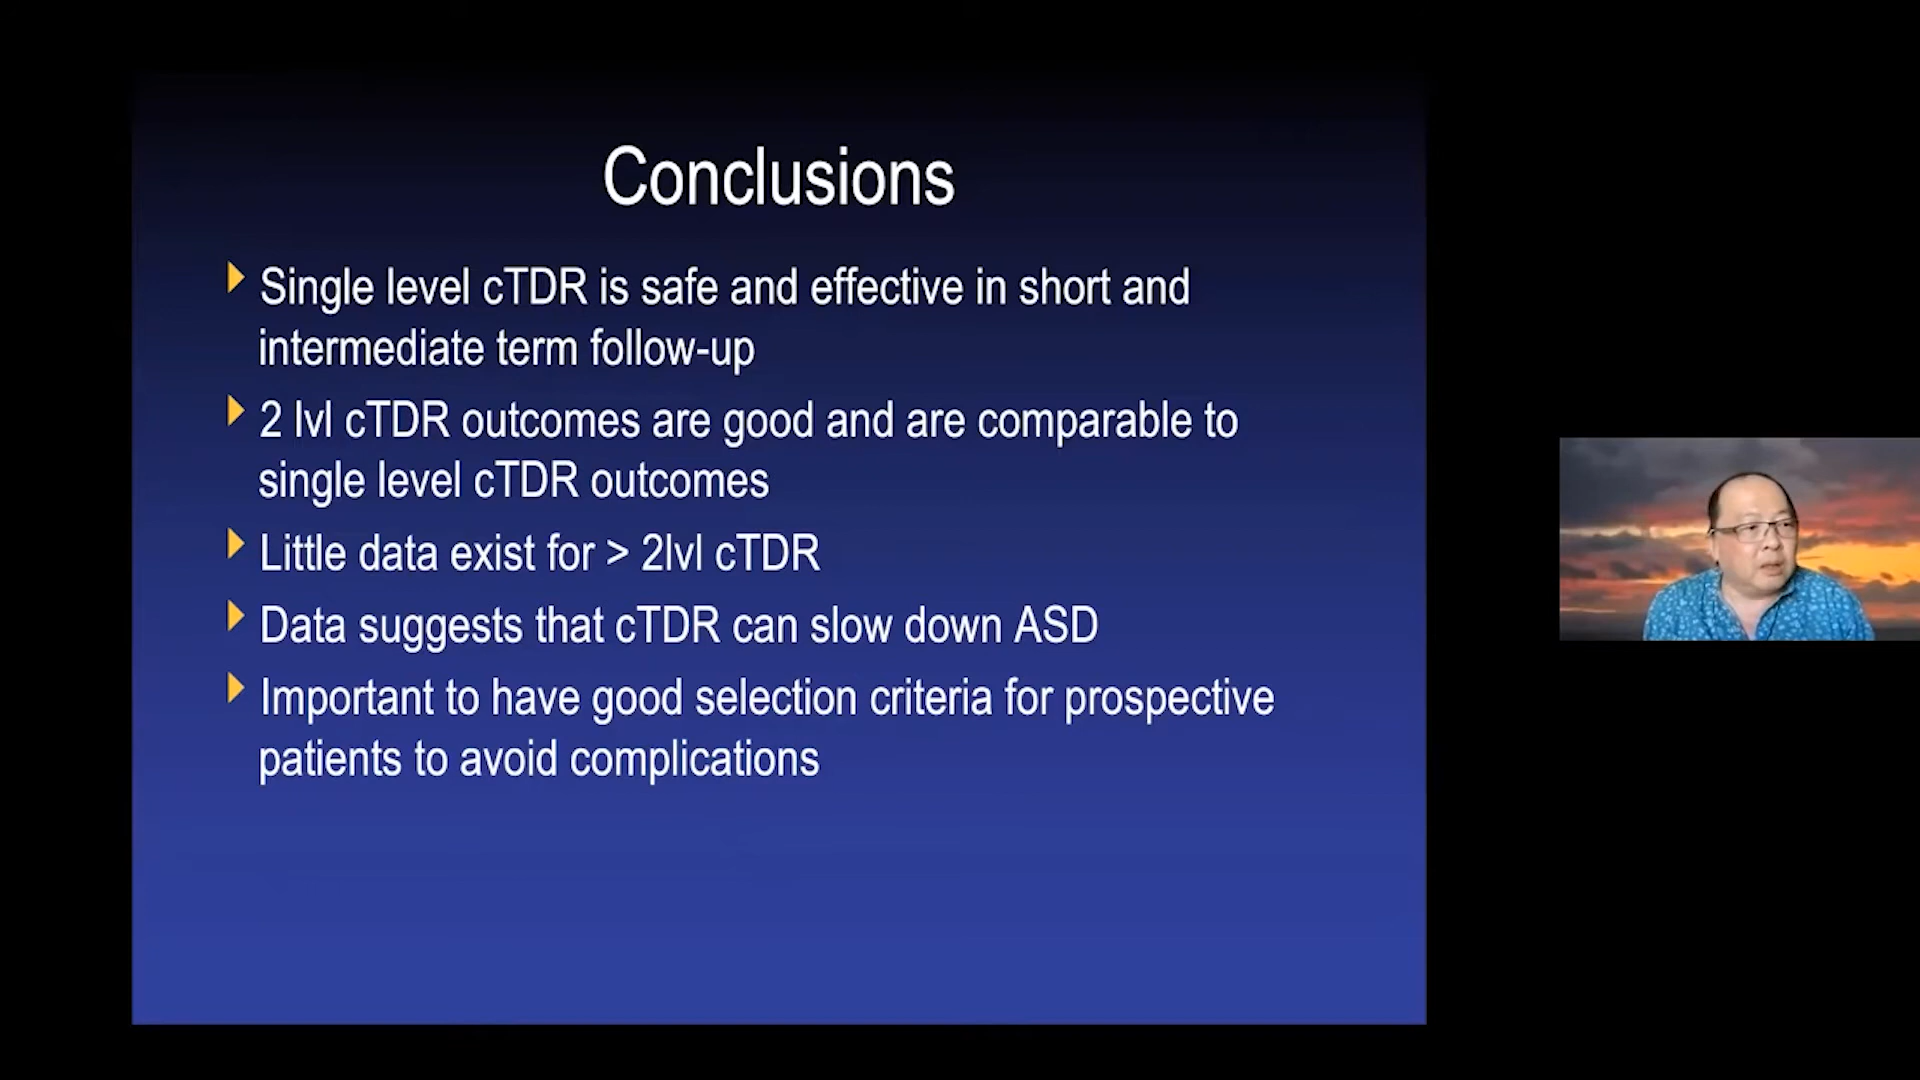 Conclusions
Single level cTDR is safe and effective in short and
intermediate term follow-up
2 lvl cTDR outcomes are good and are comparable to
single level cTDR outcomes
Little data exist for > 2lvl cTDR
Data suggests that cTDR can slow down ASD
Important to have good selection criteria for prospective
patients to avoid complications